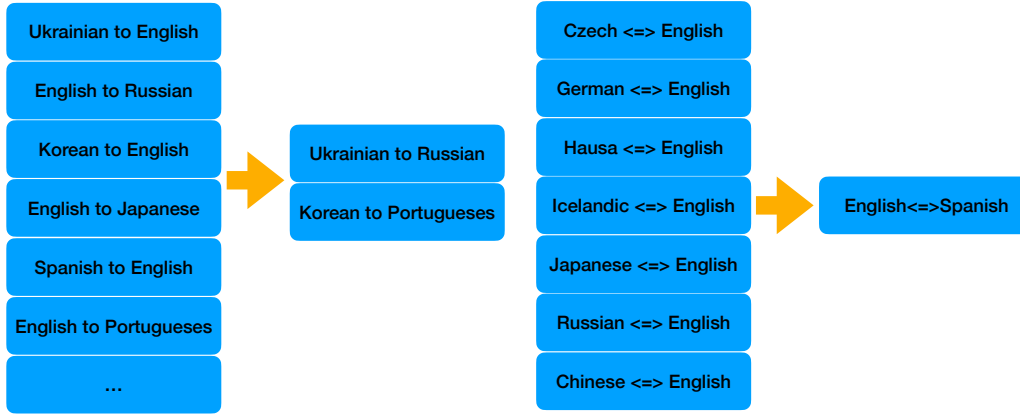 Ukrainian to English
English to Russian
Korean to English
English to Japanese
Spanish to English
English to Portugueses
...
Ukrainian to Russian
Korean to Portugueses
Czech <=> English
German <=> English
Hausa <=> English
Icelandic <=> English
Japanese <=> English
Russian <=> English
Chinese <=> English
English<=>Spanish